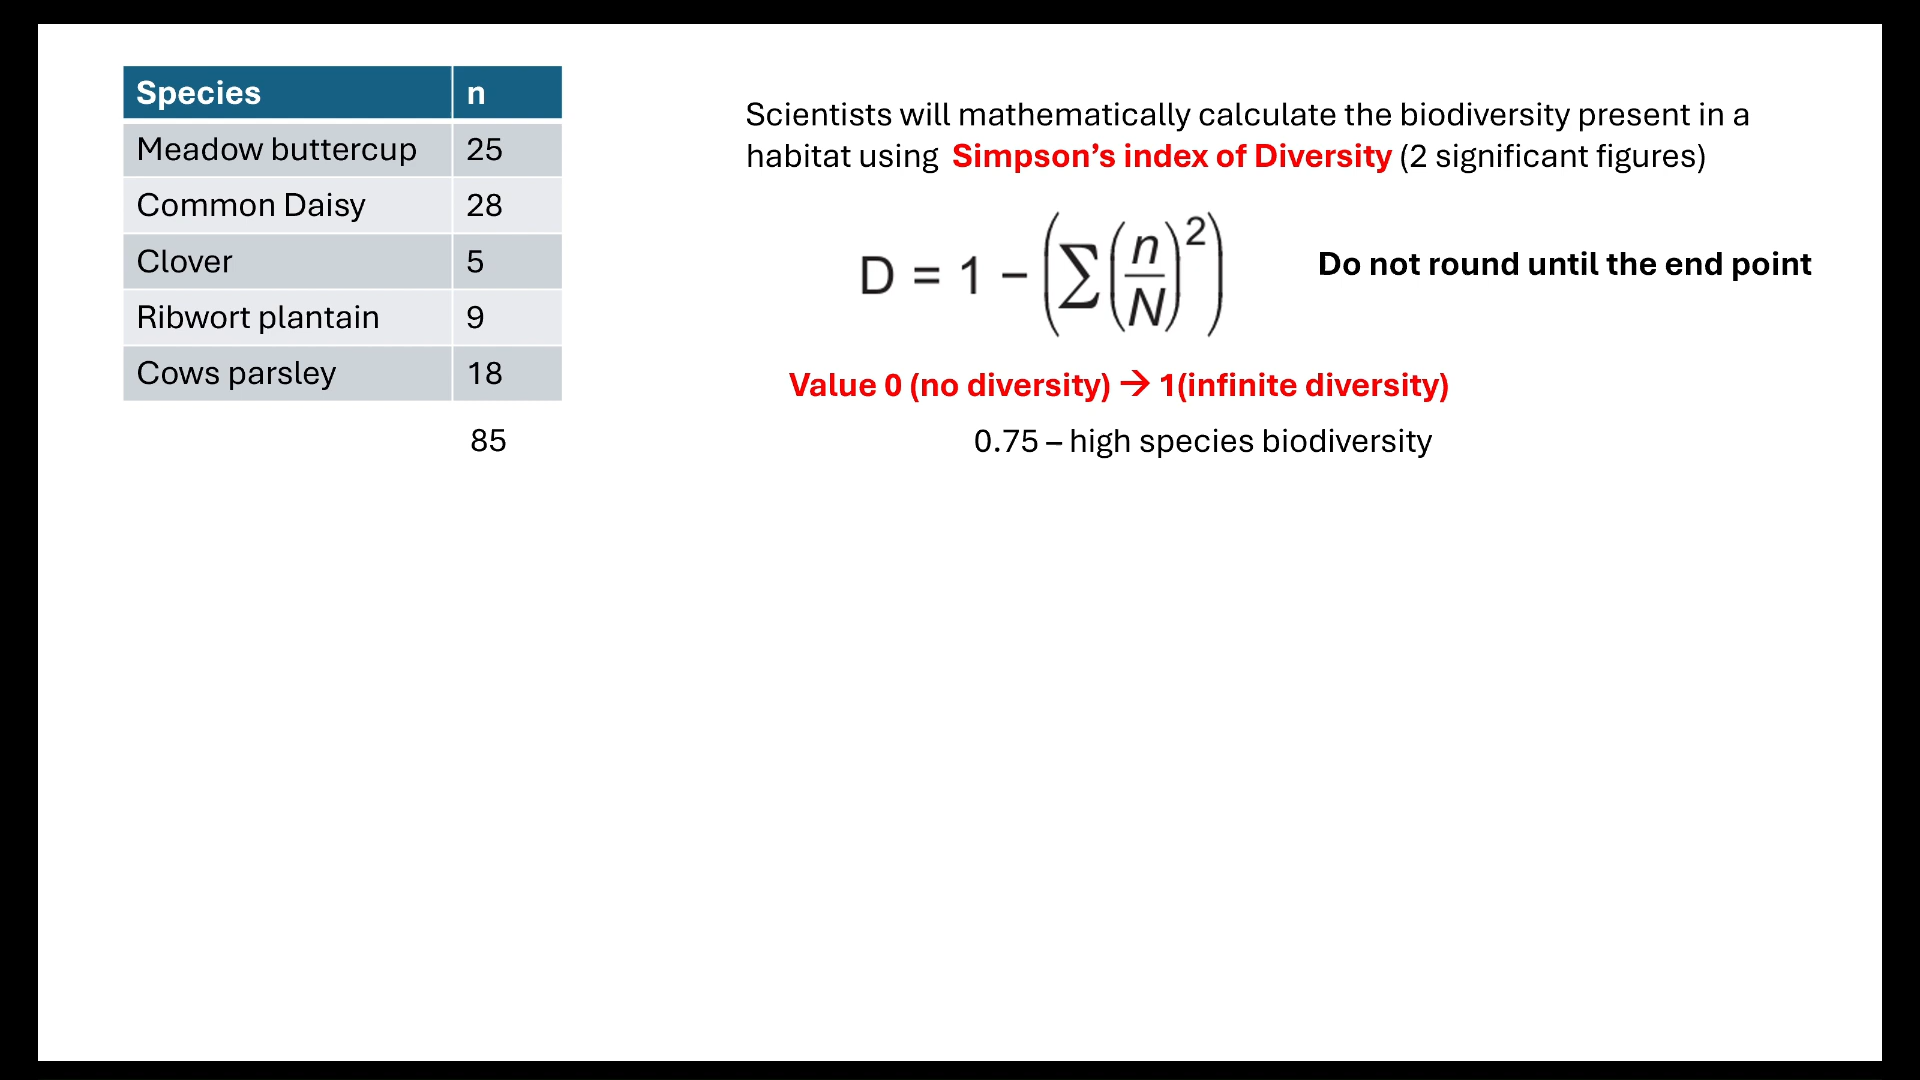 Species n
Meadow buttercup 25
Common Daisy 28
Clover 5
Ribwort plantain 9
Cows parsley 18
85
Scientists will mathematically calculate the biodiversity present in a
habitat using Simpson’s index of Diversity (2 significant figures)
D = 1 – (∑(n/N)²)
Do not round until the end point
Value 0 (no diversity) → 1(infinite diversity)
0.75 – high species biodiversity